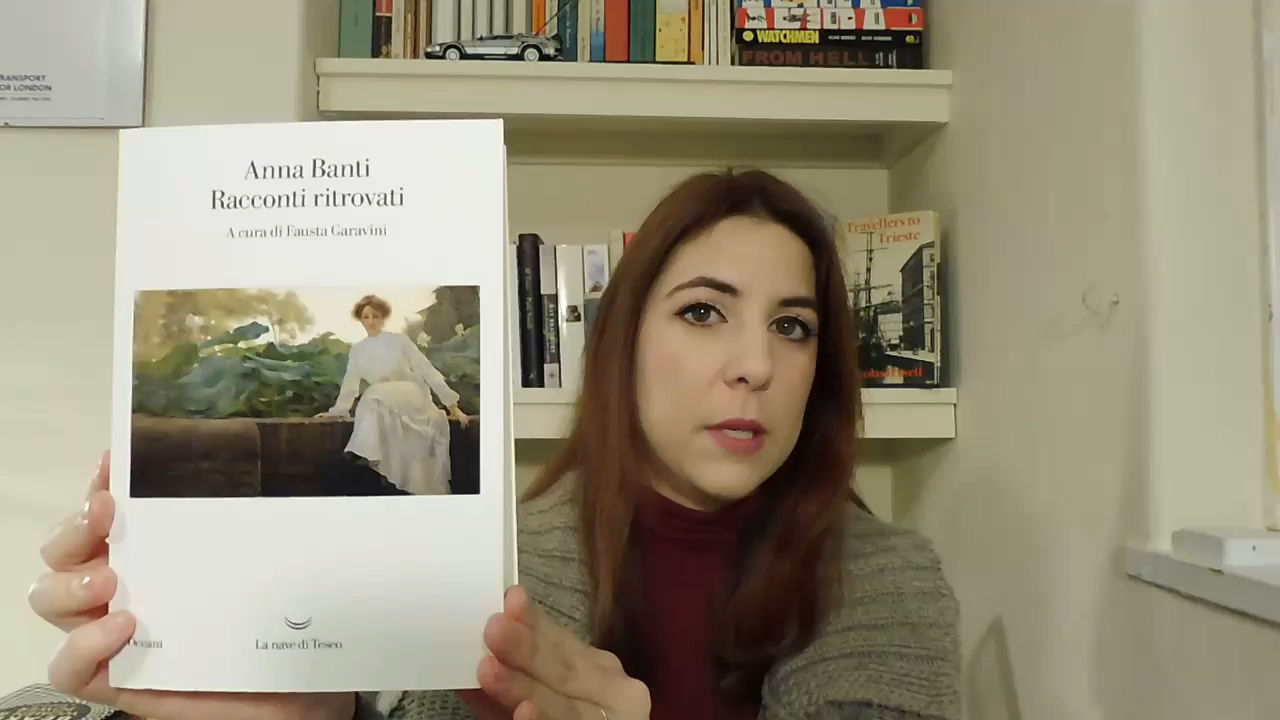 TRANSPORT
FOR LONDON
WATCHMEN
FROM HELL
Anna Banti
Racconti ritrovati
A cura di Fausta Garavini
Oceani
La nave di Teseo
Travellers to
Trieste